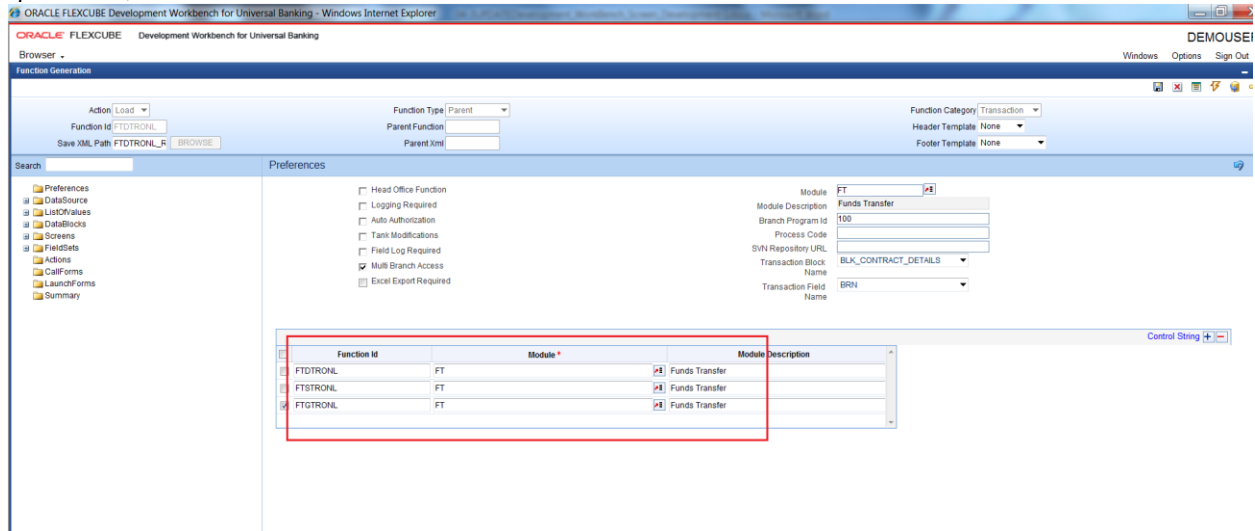 ORACLE FLEXCUBE Development Workbench for Universal Banking - Windows Internet Explorer
ORACLE FLEXCUBE Development Workbench for Universal Banking DEMOUSER
Browser Windows Options Sign Out
Function Generation
Action Load Function Type Parent Function Category Transaction
Function Id FTDTRONL Parent Function Header Template None
Save XML Path FTDTRONL_R BROWSE Parent Xml Footer Template None
Search Preferences
Preferences
DataSource
ListOfValues
DataBlocks
Screens
FieldSets
Actions
CallForms
LaunchForms
Summary
Head Office Function
Logging Required
Auto Authorization
Tank Modifications
Field Log Required
Multi Branch Access
Excel Export Required
Module FT
Module Description Funds Transfer
Branch Program Id 100
Process Code
SVN Repository URL
Transaction Block Name BLK_CONTRACT_DETAILS
Transaction Field Name BRN
Control String + -
Function Id Module * Module Description
FTDTRONL FT Funds Transfer
FTSTRONL FT Funds Transfer
FTGTRONL FT Funds Transfer